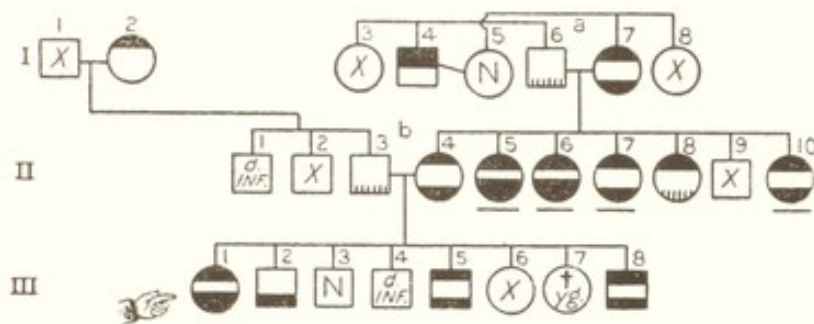 1 2 3 4 5 6 a 7 8
I X X N X
b
1 2 3 4 5 6 7 8 9 10
II d. INF. X X
1 2 3 4 5 6 7 8
III N d INF. X † yg.